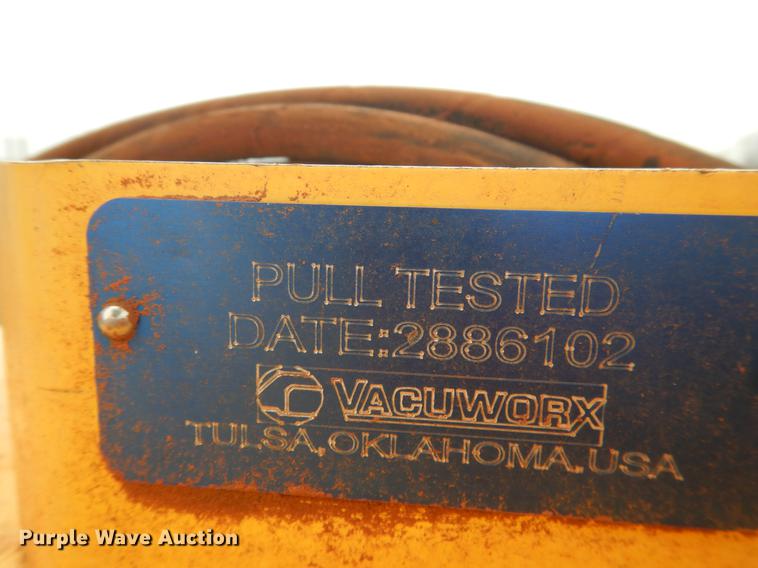 PULL TESTED
DATE:2886102
VACUWORX
TULSA, OKLAHOMA, USA
Purple Wave Auction